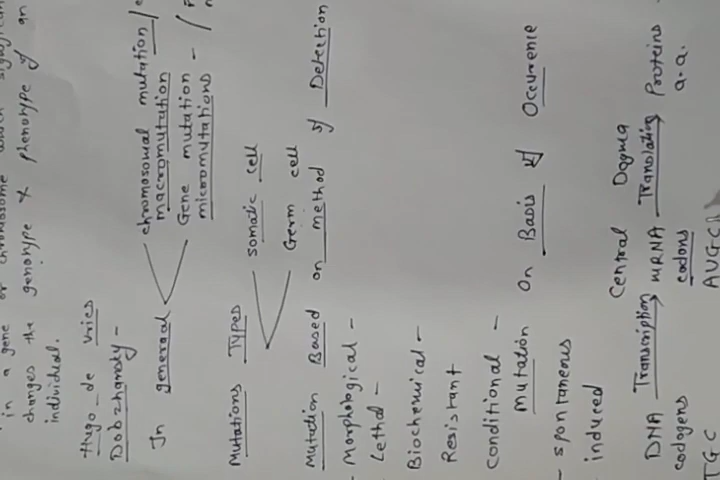 in a gene or chromosome which
changes the genotype & phenotype of an
individual.
Hugo-de vries
Dobzhansky -
In general
chromosomal mutation /
macromutation
Gene mutation - /
micromutations
Mutations Types
somatic cell
Germ cell
Mutation Based on method of Detection
- Morphological -
Lethal -
Biochemical -
Resistant
conditional -
Mutation On Basis of Occurrence
- spontaneous
induced
Central Dogma
DNA Transcription mRNA Translating Proteins
codogens codons a.a.
TGC AUGC